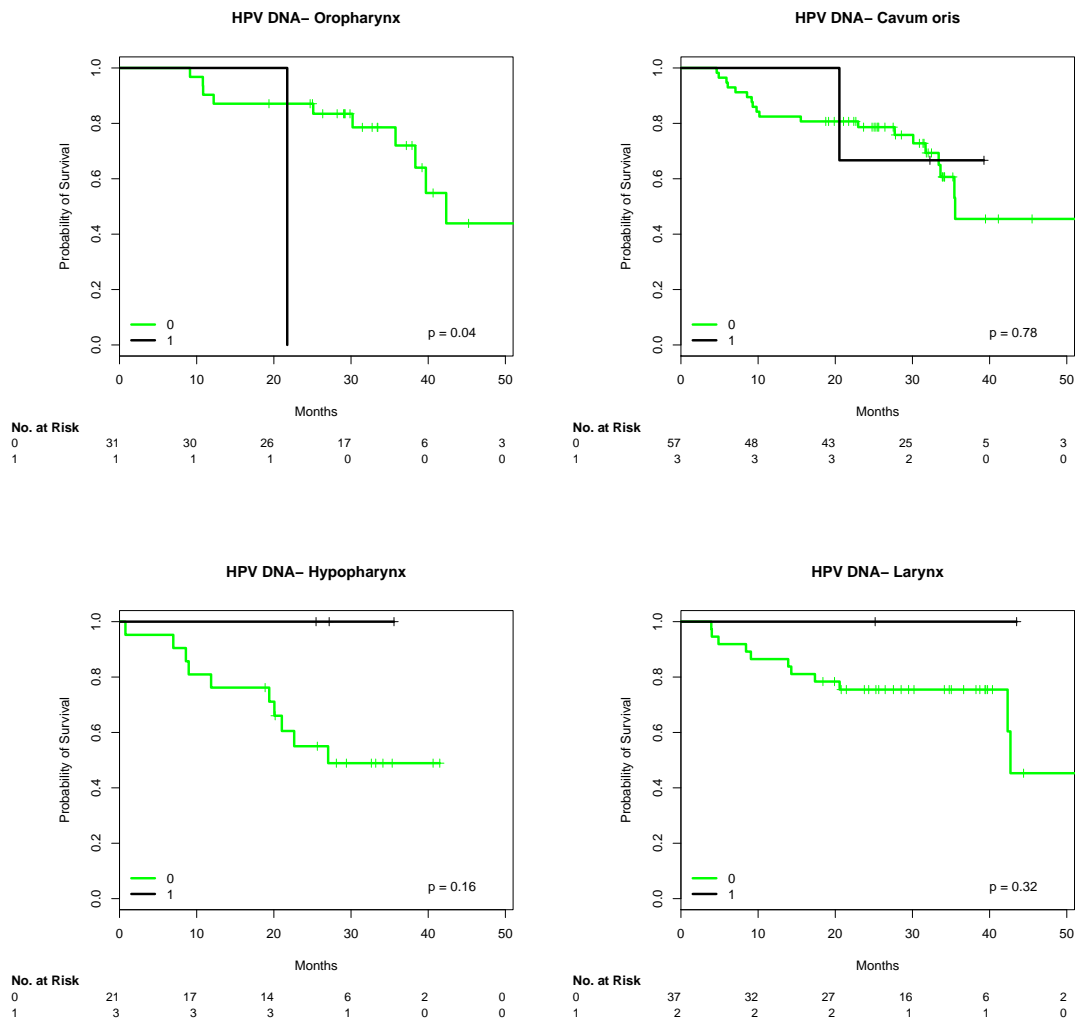 HPV DNA− Oropharynx
Probability of Survival
0.0 0.2 0.4 0.6 0.8 1.0
0
1
p = 0.04
0 10 20 30 40 50
Months
No. at Risk
0 31 30 26 17 6 3
1 1 1 1 0 0 0
HPV DNA− Cavum oris
Probability of Survival
0.0 0.2 0.4 0.6 0.8 1.0
0
1
p = 0.78
0 10 20 30 40 50
Months
No. at Risk
0 57 48 43 25 5 3
1 3 3 3 2 0 0
HPV DNA− Hypopharynx
Probability of Survival
0.0 0.2 0.4 0.6 0.8 1.0
0
1
p = 0.16
0 10 20 30 40 50
Months
No. at Risk
0 21 17 14 6 2 0
1 3 3 3 1 0 0
HPV DNA− Larynx
Probability of Survival
0.0 0.2 0.4 0.6 0.8 1.0
0
1
p = 0.32
0 10 20 30 40 50
Months
No. at Risk
0 37 32 27 16 6 2
1 2 2 2 1 1 0